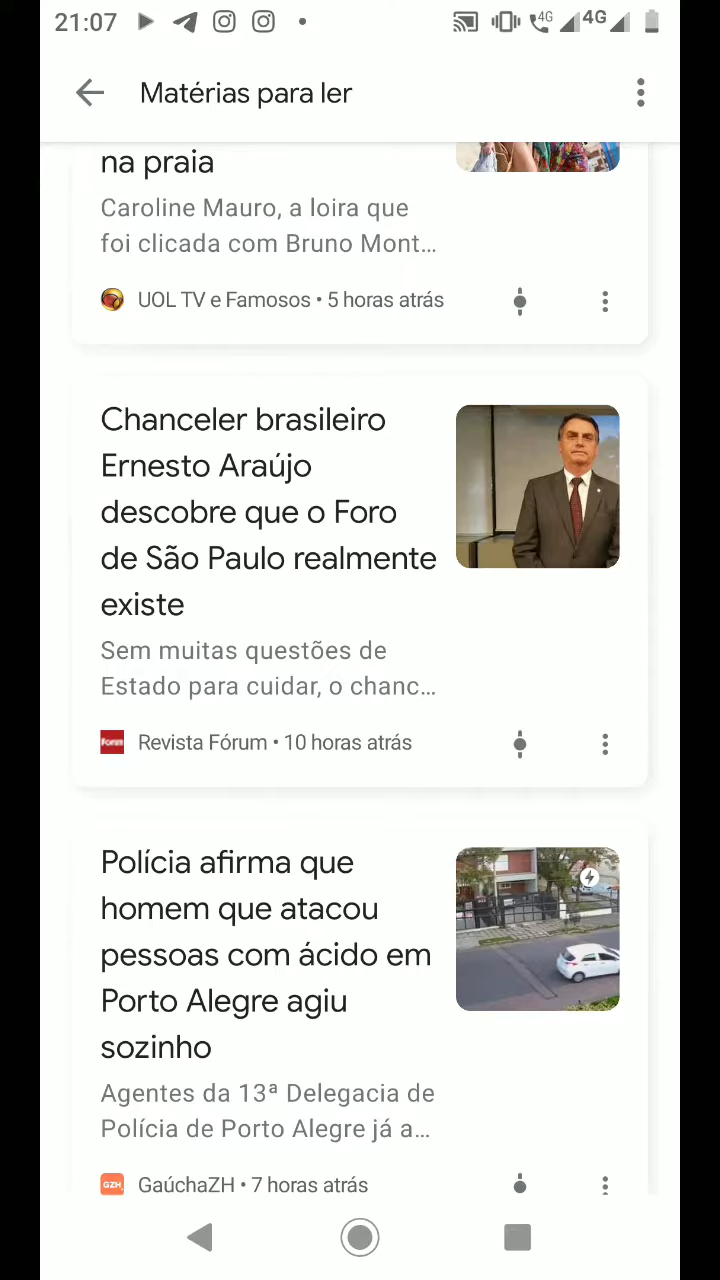 21:07
4G
4G
Matérias para ler
na praia
Caroline Mauro, a loira que
foi clicada com Bruno Mont...
UOL TV e Famosos • 5 horas atrás
Chanceler brasileiro
Ernesto Araújo
descobre que o Foro
de São Paulo realmente
existe
Sem muitas questões de
Estado para cuidar, o chanc...
Forum
Revista Fórum • 10 horas atrás
Polícia afirma que
homem que atacou
pessoas com ácido em
Porto Alegre agiu
sozinho
Agentes da 13ª Delegacia de
Polícia de Porto Alegre já a...
GZH
GaúchaZH • 7 horas atrás